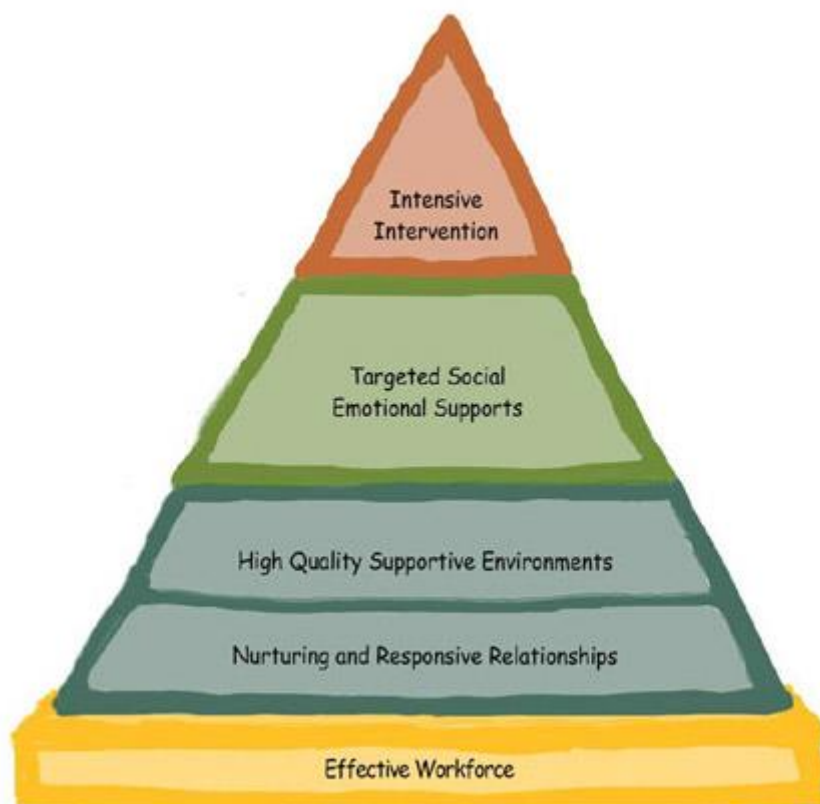 Intensive
Intervention
Targeted Social
Emotional Supports
High Quality Supportive Environments
Nurturing and Responsive Relationships
Effective Workforce